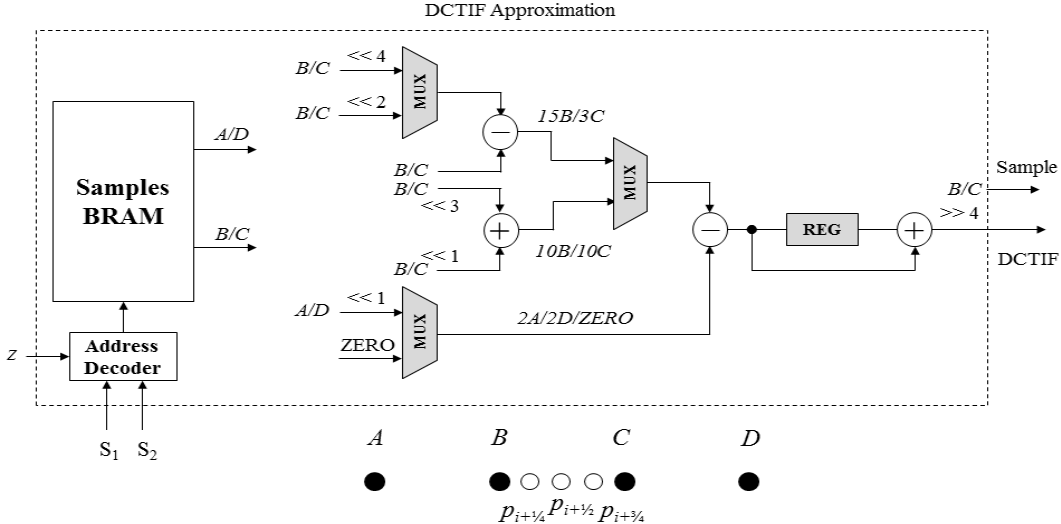 DCTIF Approximation
B/C
<< 4
B/C
<< 2
MUX
A/D
Samples
BRAM
B/C
−
15B/3C
B/C
B/C
<< 3
+
10B/10C
<< 1
B/C
MUX
Sample
B/C
>> 4
−
REG
+
DCTIF
A/D
<< 1
ZERO
MUX
2A/2D/ZERO
Z
Address
Decoder
S₁ S₂
A B C D
pᵢ₊¼ pᵢ₊½ pᵢ₊¾